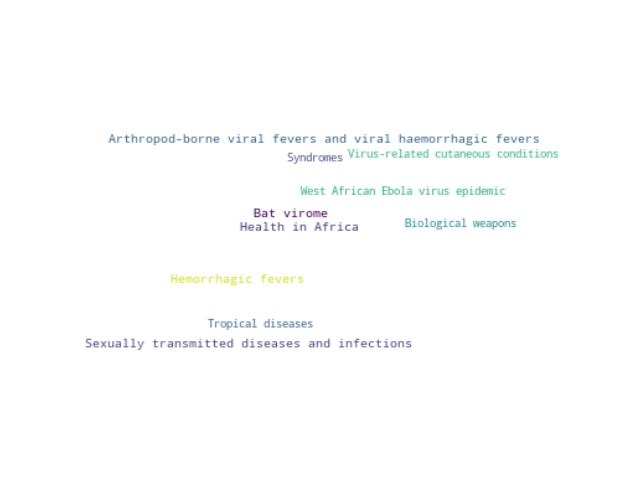 Arthropod-borne viral fevers and viral haemorrhagic fevers
Syndromes
Virus-related cutaneous conditions
West African Ebola virus epidemic
Bat virome
Health in Africa
Biological weapons
Hemorrhagic fevers
Tropical diseases
Sexually transmitted diseases and infections